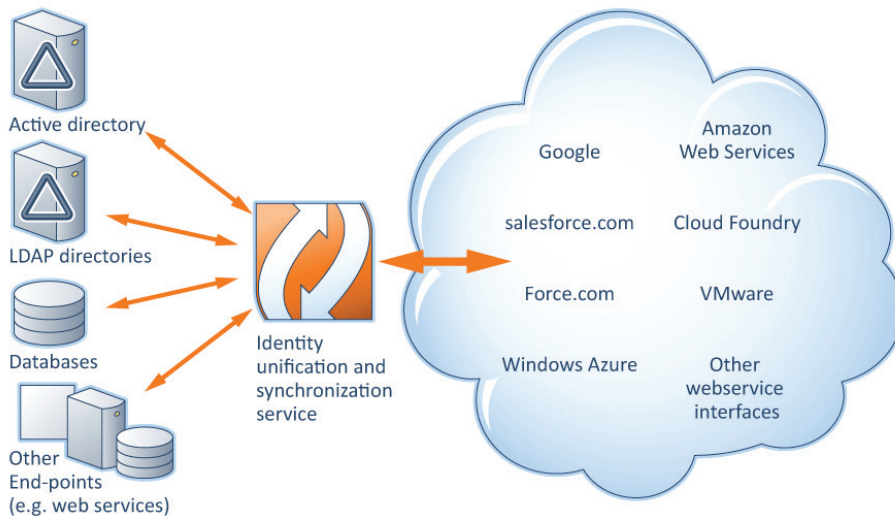 Active directory
LDAP directories
Databases
Other
End-points
(e.g. web services)
Identity
unification and
synchronization
service
Google
Amazon
Web Services
salesforce.com
Cloud Foundry
Force.com
VMware
Windows Azure
Other
webservice
interfaces